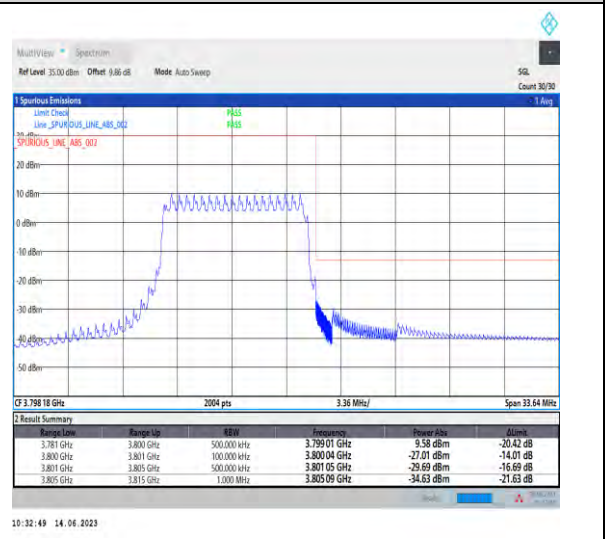 MultiView Spectrum
Ref Level 35.00 dBm Offset 9.86 dB Mode Auto Sweep SGL
Count 30/30
1 Spurious Emissions 1 Avg
Limit Check PASS
Line _SPURIOUS_LINE_ABS_002 PASS
30 dBm
_SPURIOUS_LINE_ABS_002
20 dBm
10 dBm
0 dBm
-10 dBm
-20 dBm
-30 dBm
-40 dBm
-50 dBm
CF 3.798 18 GHz 2004 pts 3.36 MHz/ Span 33.64 MHz
2 Result Summary
Range Low Range Up RBW Frequency Power Abs ΔLimit
3.781 GHz 3.800 GHz 500.000 kHz 3.799 01 GHz 9.58 dBm -20.42 dB
3.800 GHz 3.801 GHz 100.000 kHz 3.800 04 GHz -27.01 dBm -14.01 dB
3.801 GHz 3.805 GHz 500.000 kHz 3.801 05 GHz -29.69 dBm -16.69 dB
3.805 GHz 3.815 GHz 1.000 MHz 3.805 09 GHz -34.63 dBm -21.63 dB
10:32:49 14.06.2023